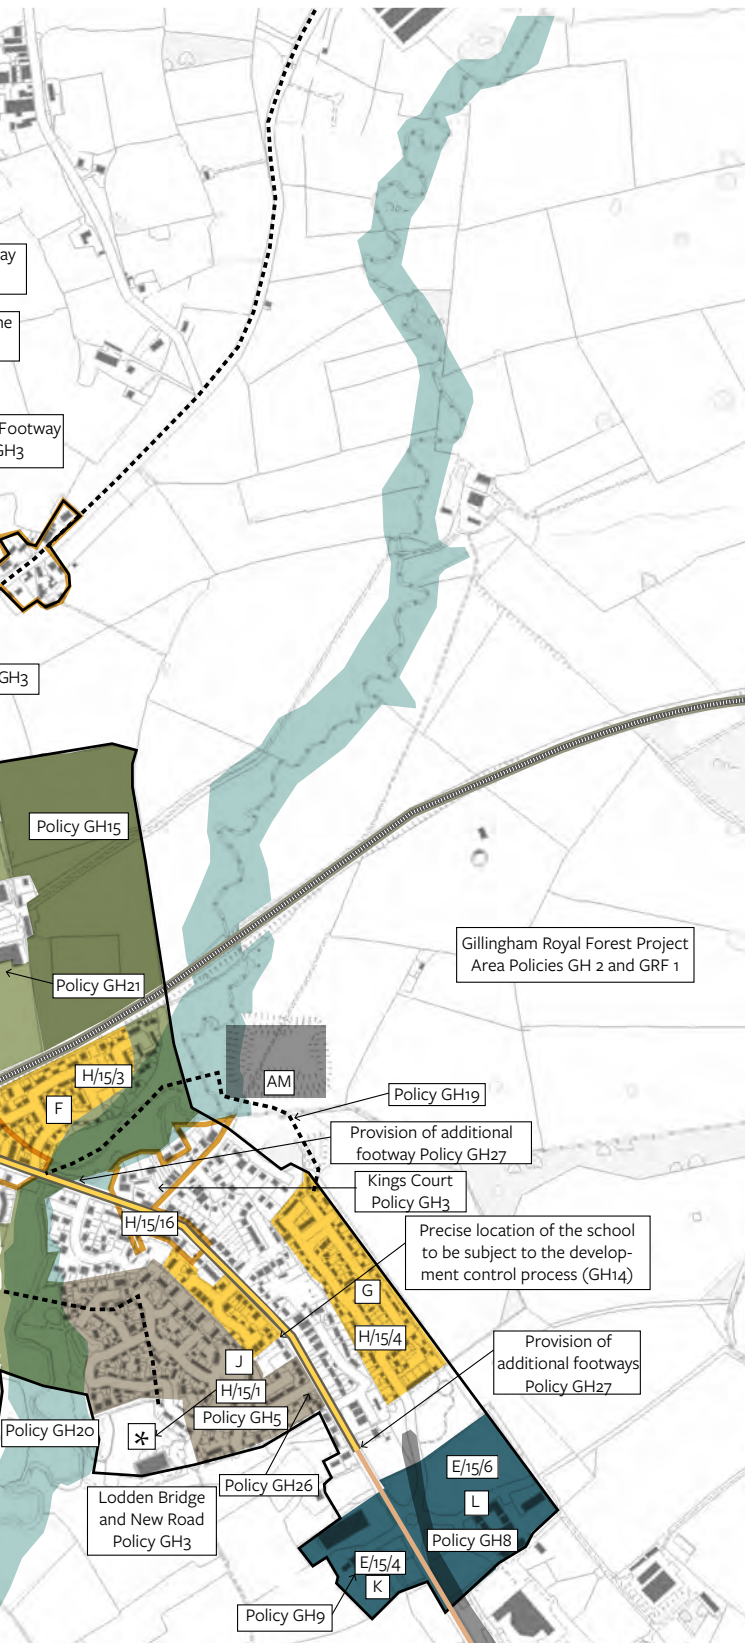 ay
ne
Footway
GH3
GH3
Policy GH15
Policy GH21
Gillingham Royal Forest Project
Area Policies GH 2 and GRF 1
H/15/3
F
AM
Policy GH19
Provision of additional
footway Policy GH27
Kings Court
Policy GH3
H/15/16
Precise location of the school
to be subject to the develop-
ment control process (GH14)
G
H/15/4
Provision of
additional footways
Policy GH27
J
H/15/1
Policy GH5
Policy GH20
*
Policy GH26
Lodden Bridge
and New Road
Policy GH3
E/15/6
L
Policy GH8
E/15/4
K
Policy GH9